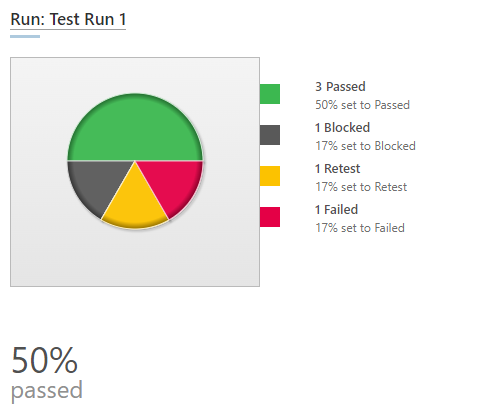 Run: Test Run 1
3 Passed
50% set to Passed
1 Blocked
17% set to Blocked
1 Retest
17% set to Retest
1 Failed
17% set to Failed
50%
passed